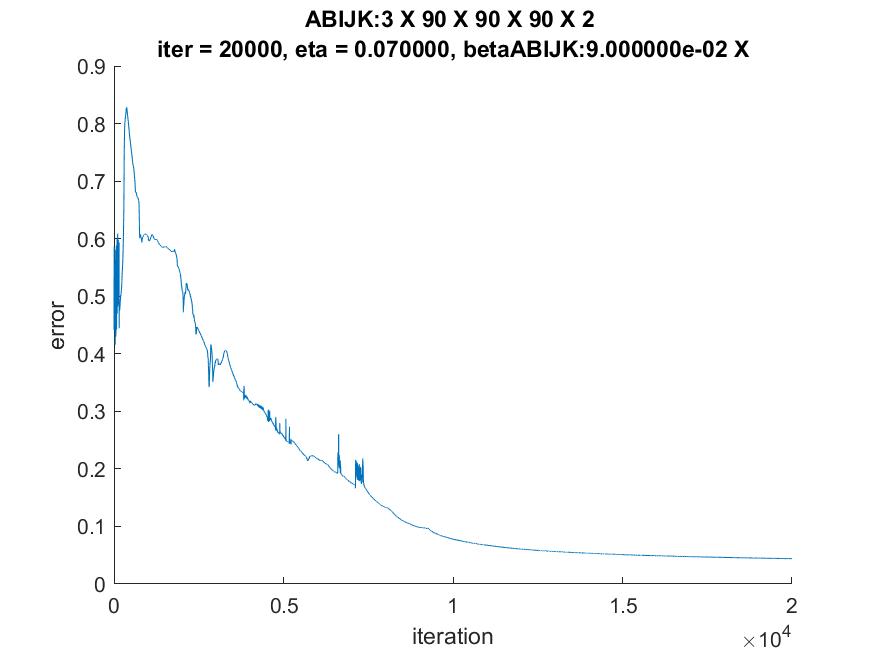 ABIJK:3 X 90 X 90 X 90 X 2
iter = 20000, eta = 0.070000, betaABIJK:9.000000e-02 X
0.9
0.8
0.7
0.6
0.5
0.4
0.3
0.2
0.1
0
error
0 0.5 1 1.5 2
iteration
×10⁴